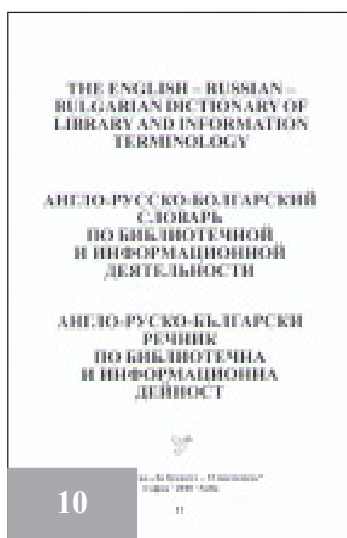 THE ENGLISH – RUSSIAN –
BULGARIAN DICTIONARY OF
LIBRARY AND INFORMATION
TERMINOLOGY
АНГЛО-РУССКО-БОЛГАРСКИЙ
СЛОВАРЬ
ПО БИБЛИОТЕЧНОЙ
И ИНФОРМАЦИОННОЙ
ДЕЯТЕЛЬНОСТИ
АНГЛО-РУСКО-БЪЛГАРСКИ
РЕЧНИК
ПО БИБЛИОТЕЧНА
И ИНФОРМАЦИОННА
ДЕЙНОСТ
10